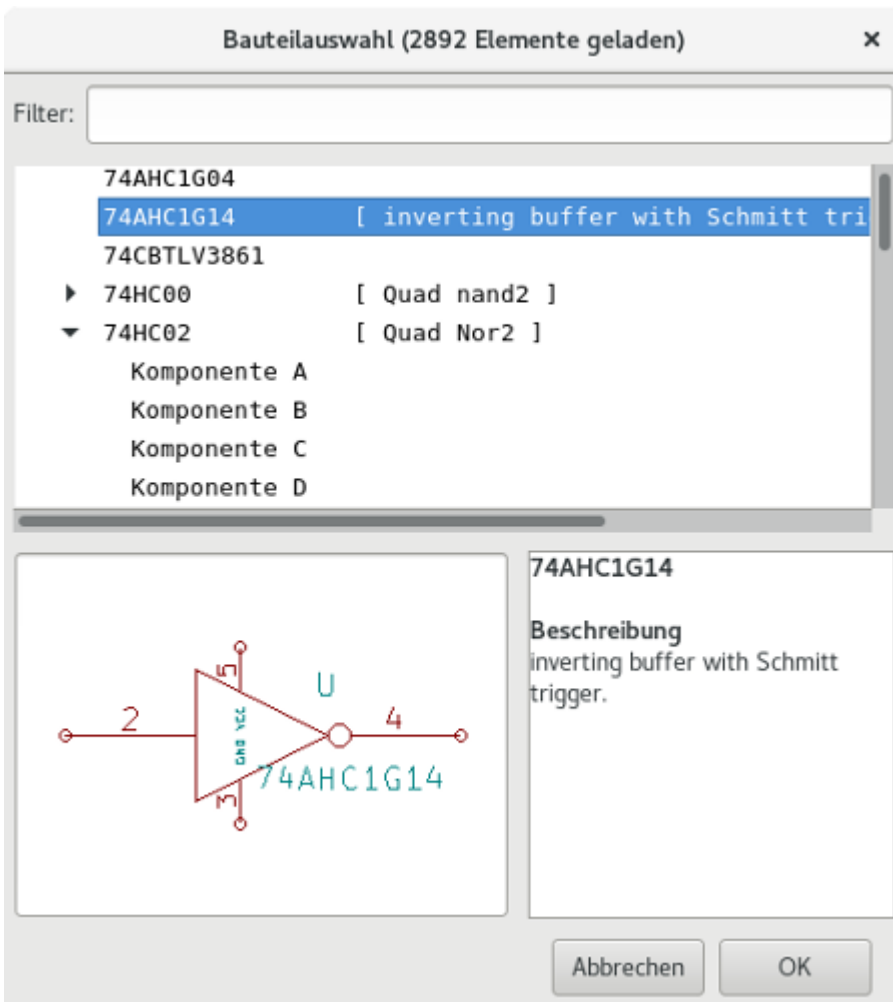 Bauteilauswahl (2892 Elemente geladen) ×
Filter:
74AHC1G04
74AHC1G14 [ inverting buffer with Schmitt tri
74CBTLV3861
74HC00 [ Quad nand2 ]
74HC02 [ Quad Nor2 ]
Komponente A
Komponente B
Komponente C
Komponente D
5
U
2
GND VCC
4
74AHC1G14
3
74AHC1G14
Beschreibung
inverting buffer with Schmitt
trigger.
Abbrechen OK